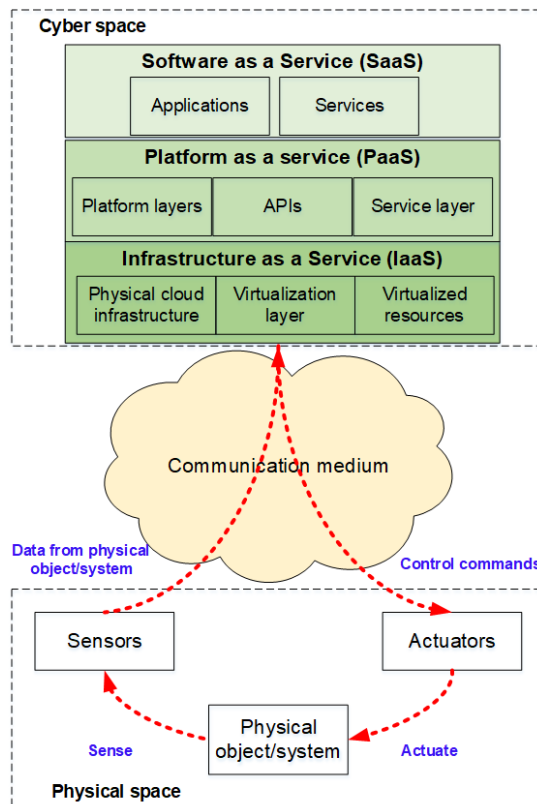 Cyber space
Software as a Service (SaaS)
Applications
Services
Platform as a service (PaaS)
Platform layers
APIs
Service layer
Infrastructure as a Service (IaaS)
Physical cloud
infrastructure
Virtualization
layer
Virtualized
resources
Communication medium
Data from physical
object/system
Control commands
Sensors
Actuators
Physical
object/system
Sense
Actuate
Physical space